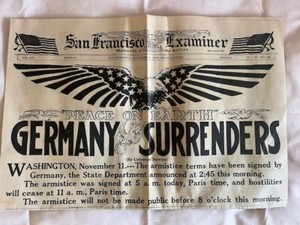 San Francisco Examiner
"PEACE ON EARTH"
GERMANY SURRENDERS
(By Universal Service)
WASHINGTON, November 11.—The armistice terms have been signed by
Germany, the State Department announced at 2:45 this morning.
The armistice was signed at 5 a. m. today, Paris time, and hostilities
will cease at 11 a. m., Paris time.
The armistice will not be made public before 8 o'clock this morning.